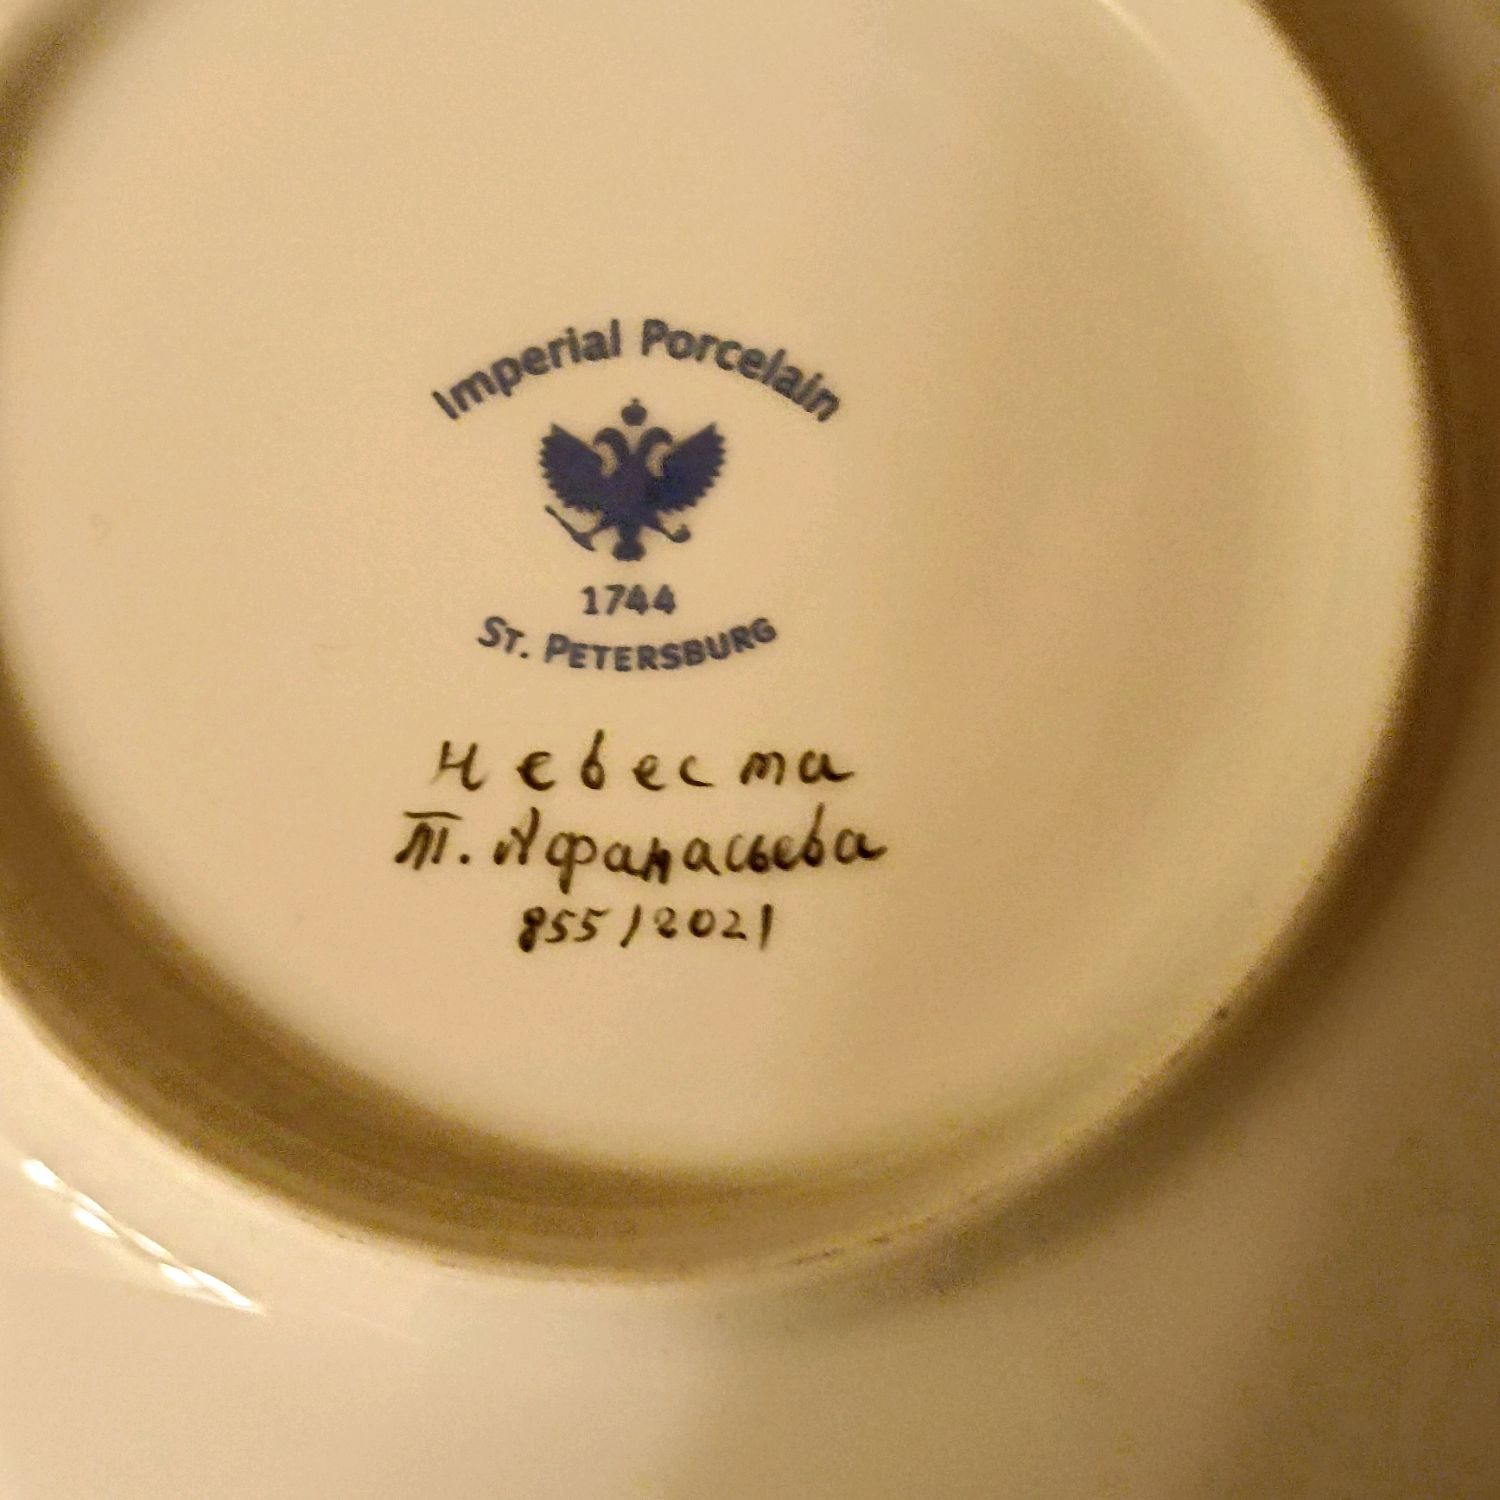 Imperial Porcelain
1744
ST. PETERSBURG
Невеста
Т. Афанасьева
855/2021